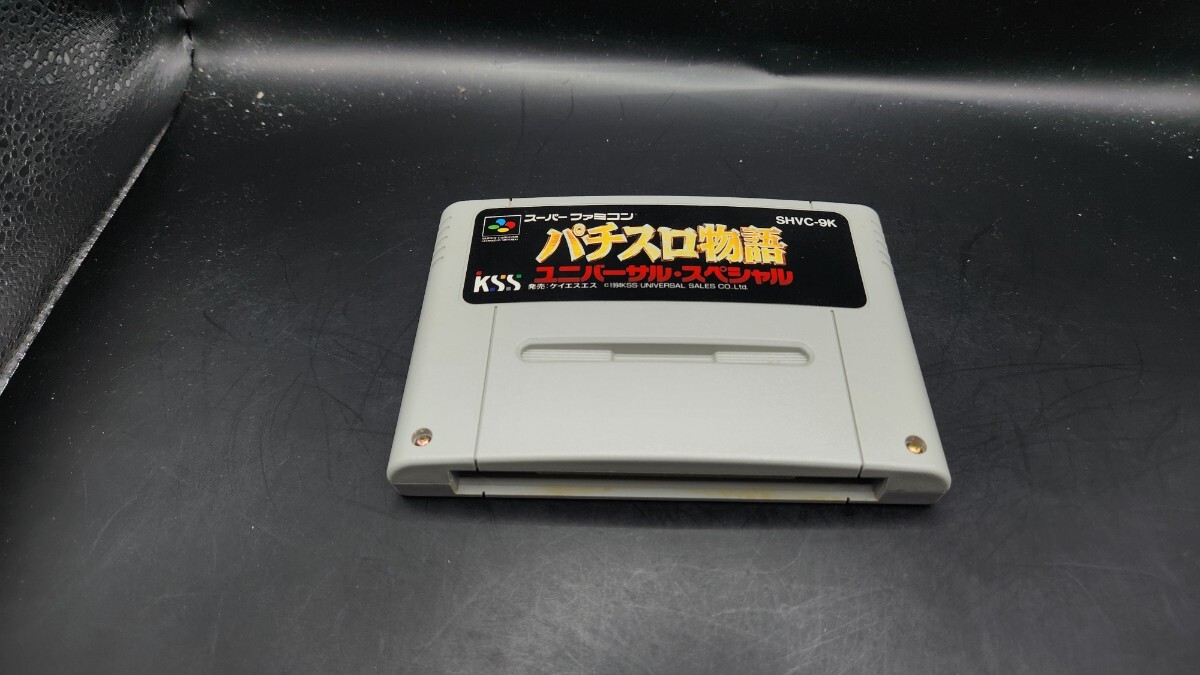 スーパーファミコン
SHVC-9K
パチスロ物語
ユニバーサル・スペシャル
KSS
発売:ケイエスエス ©1994KSS UNIVERSAL SALES CO.,Ltd.